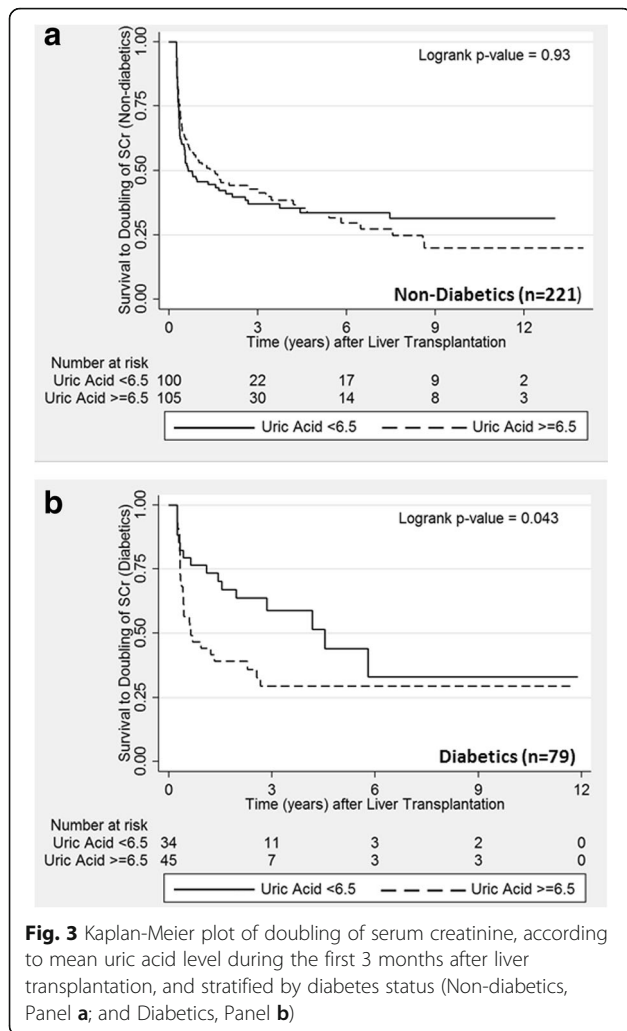 a
Survival to Doubling of SCr (Non-diabetics)
1.00
0.75
0.50
0.25
0.00
Logrank p-value = 0.93
Non-Diabetics (n=221)
0 3 6 9 12
Time (years) after Liver Transplantation
Number at risk
Uric Acid <6.5 100 22 17 9 2
Uric Acid >=6.5 105 30 14 8 3
Uric Acid <6.5 Uric Acid >=6.5
b
Survival to Doubling of SCr (Diabetics)
1.00
0.75
0.50
0.25
0.00
Logrank p-value = 0.043
Diabetics (n=79)
0 3 6 9 12
Time (years) after Liver Transplantation
Number at risk
Uric Acid <6.5 34 11 3 2 0
Uric Acid >=6.5 45 7 3 3 0
Uric Acid <6.5 Uric Acid >=6.5
Fig. 3 Kaplan-Meier plot of doubling of serum creatinine, according
to mean uric acid level during the first 3 months after liver
transplantation, and stratified by diabetes status (Non-diabetics,
Panel a; and Diabetics, Panel b)